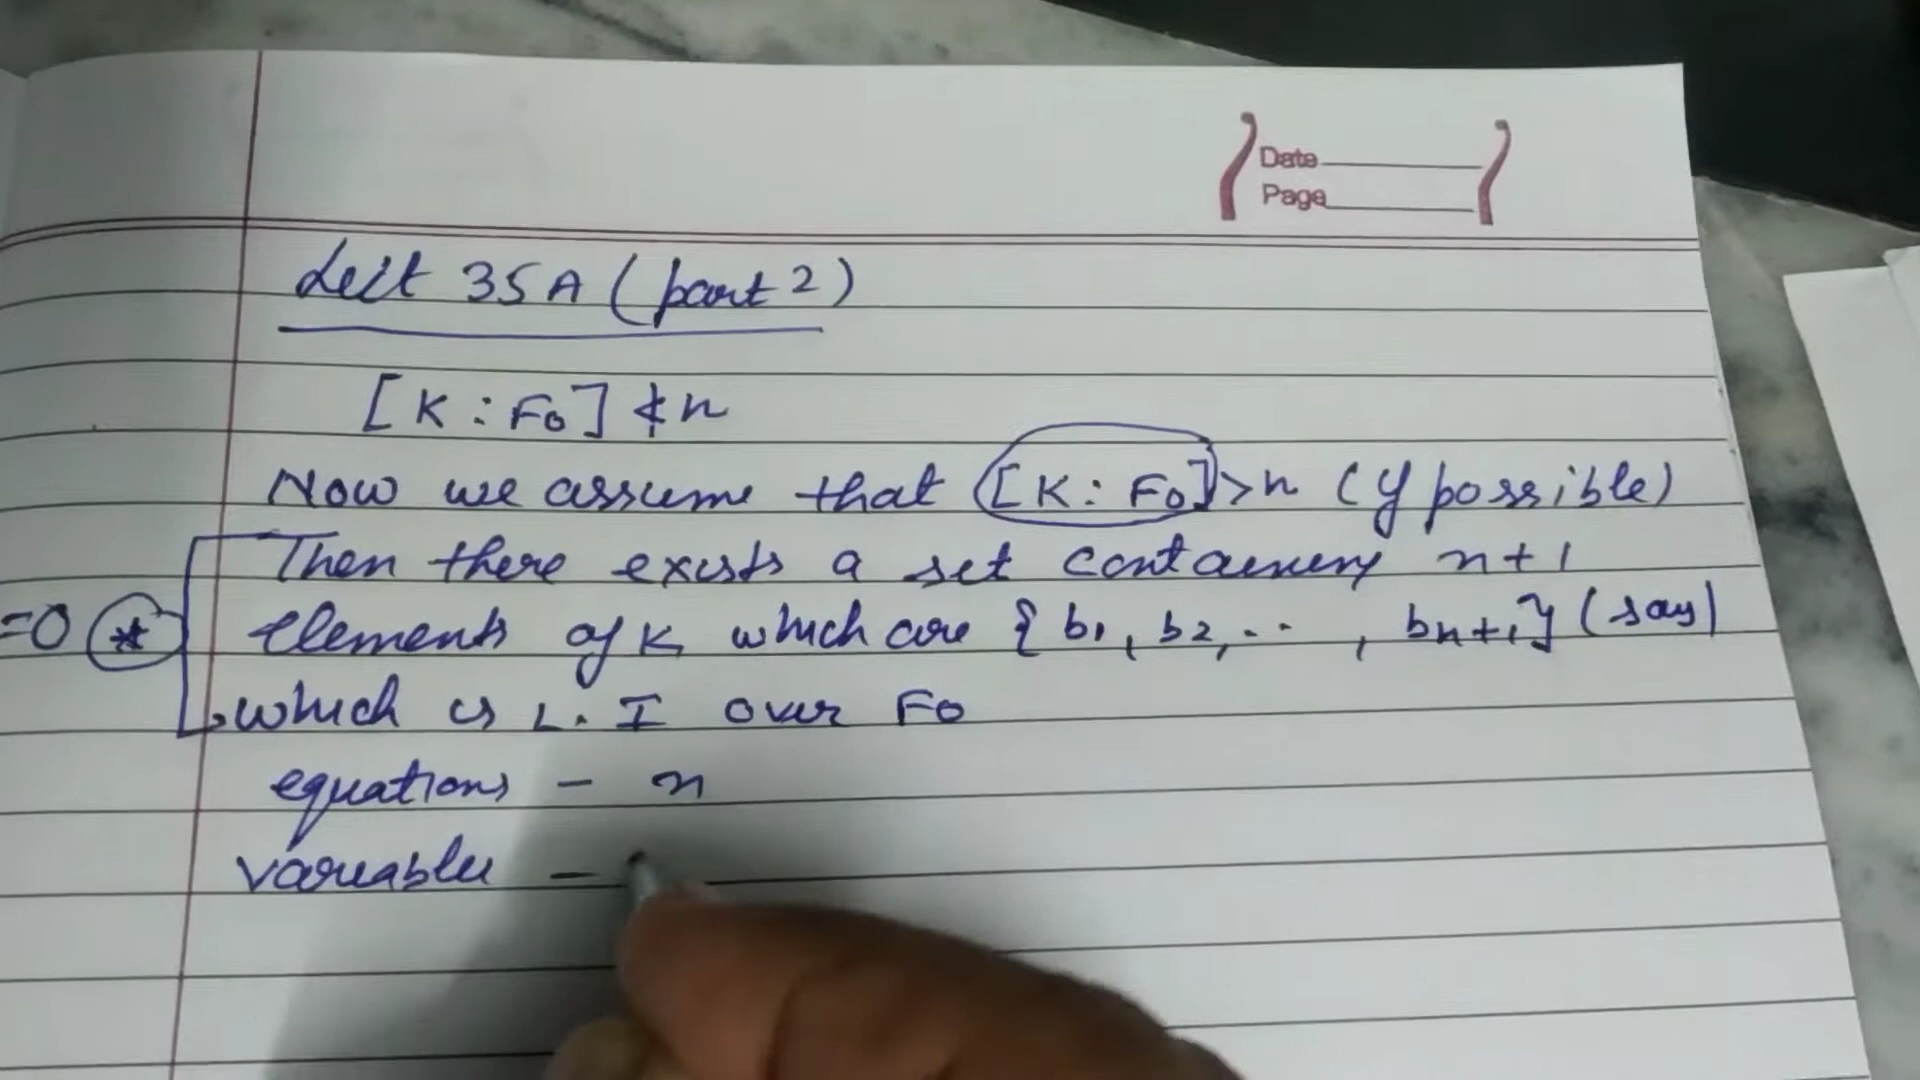 Date
Page
Lect 35A (part 2)
[K : F0] ≮ n
Now we assume that [K : F0] > n (if possible)
Then there exists a set containing n+1
=0 * elements of K which are { b1, b2, .. , bn+1} (say)
which is L. I over F0
equations - n
variables -